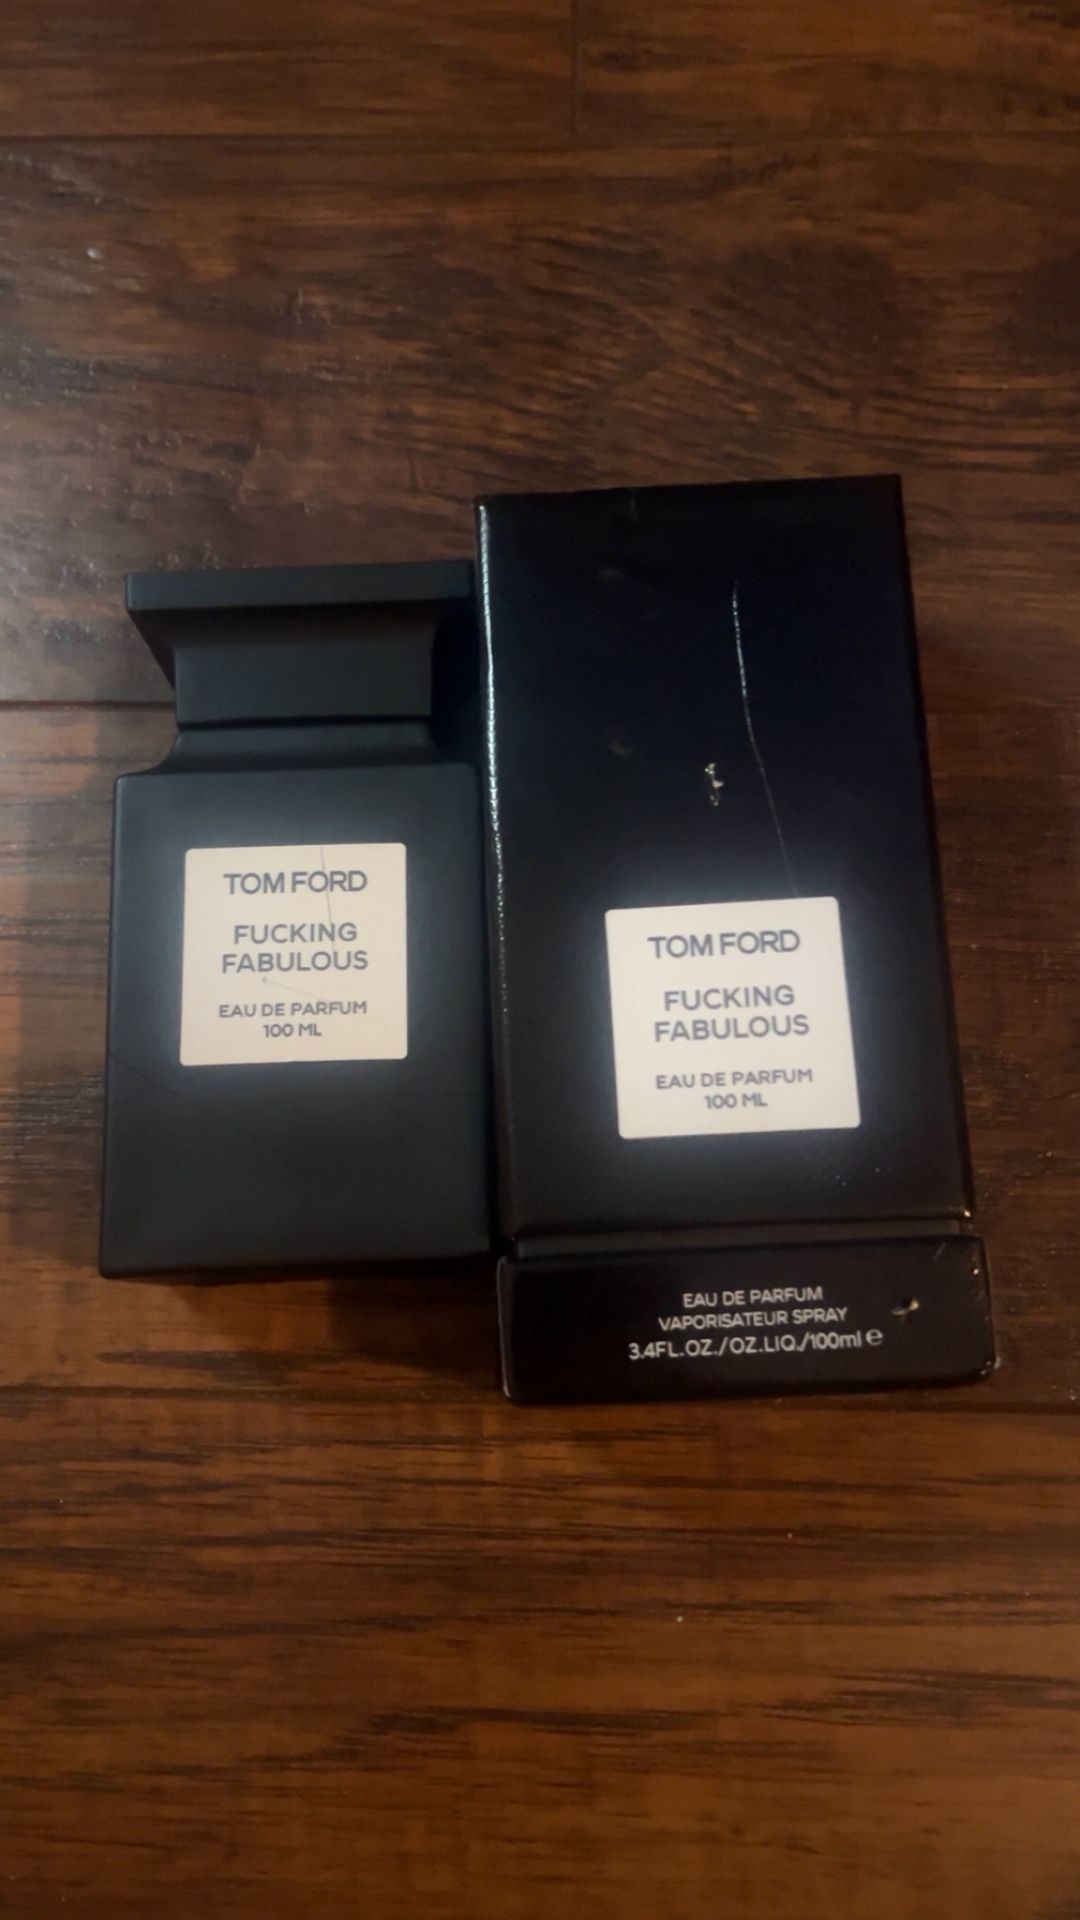 TOM FORD
FUCKING
FABULOUS
EAU DE PARFUM
100 ML
TOM FORD
FUCKING
FABULOUS
EAU DE PARFUM
100 ML
EAU DE PARFUM
VAPORISATEUR SPRAY
3.4FL.OZ./OZ.LIQ./100ml ℮